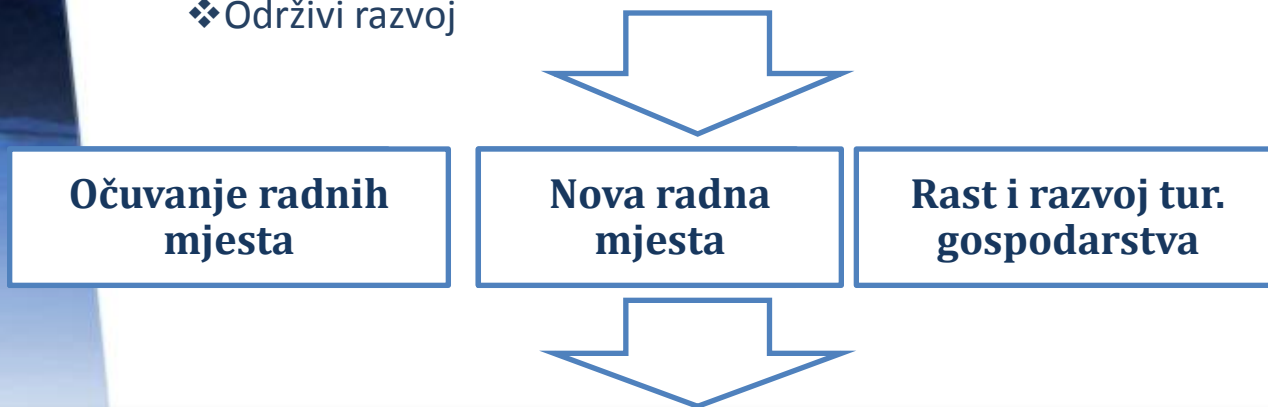 ❖Održivi razvoj
Očuvanje radnih
mjesta
Nova radna
mjesta
Rast i razvoj tur.
gospodarstva